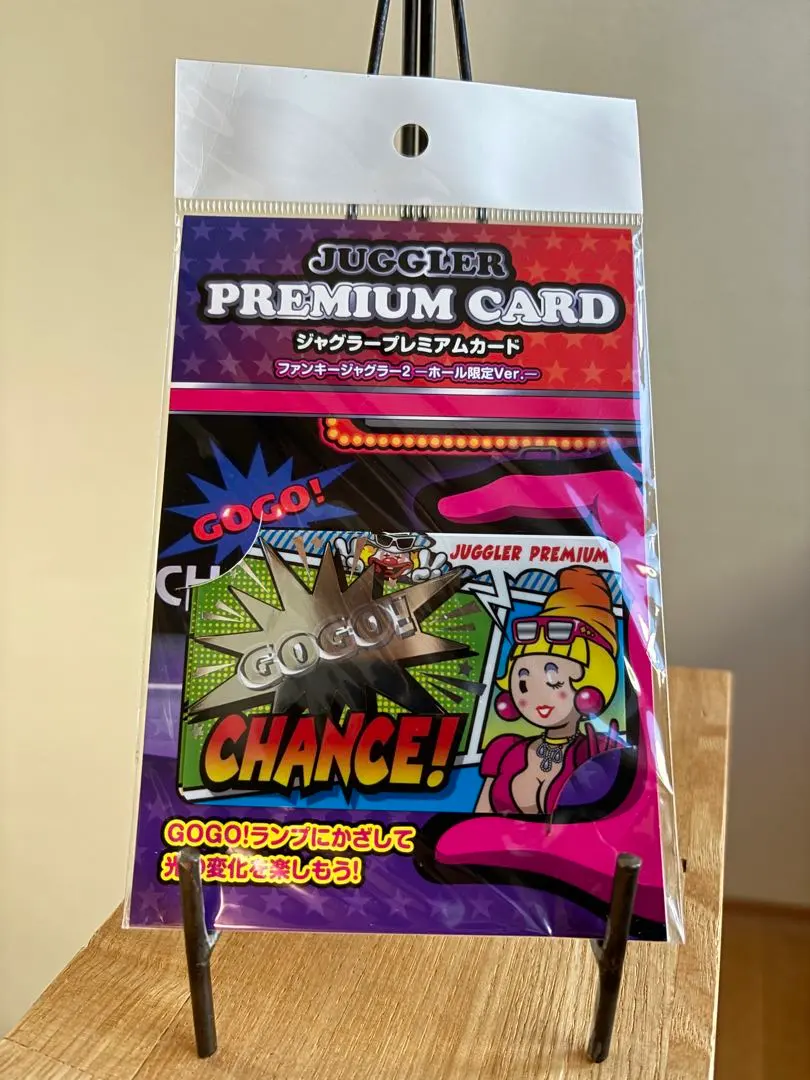 JUGGLER
PREMIUM CARD
ジャグラープレミアムカード
ファンキージャグラー2 ーホール限定Ver.ー
GOGO!
CH
JUGGLER PREMIUM
GOGO!
CHANCE!
GOGO!ランプにかざして
光の変化を楽しもう!